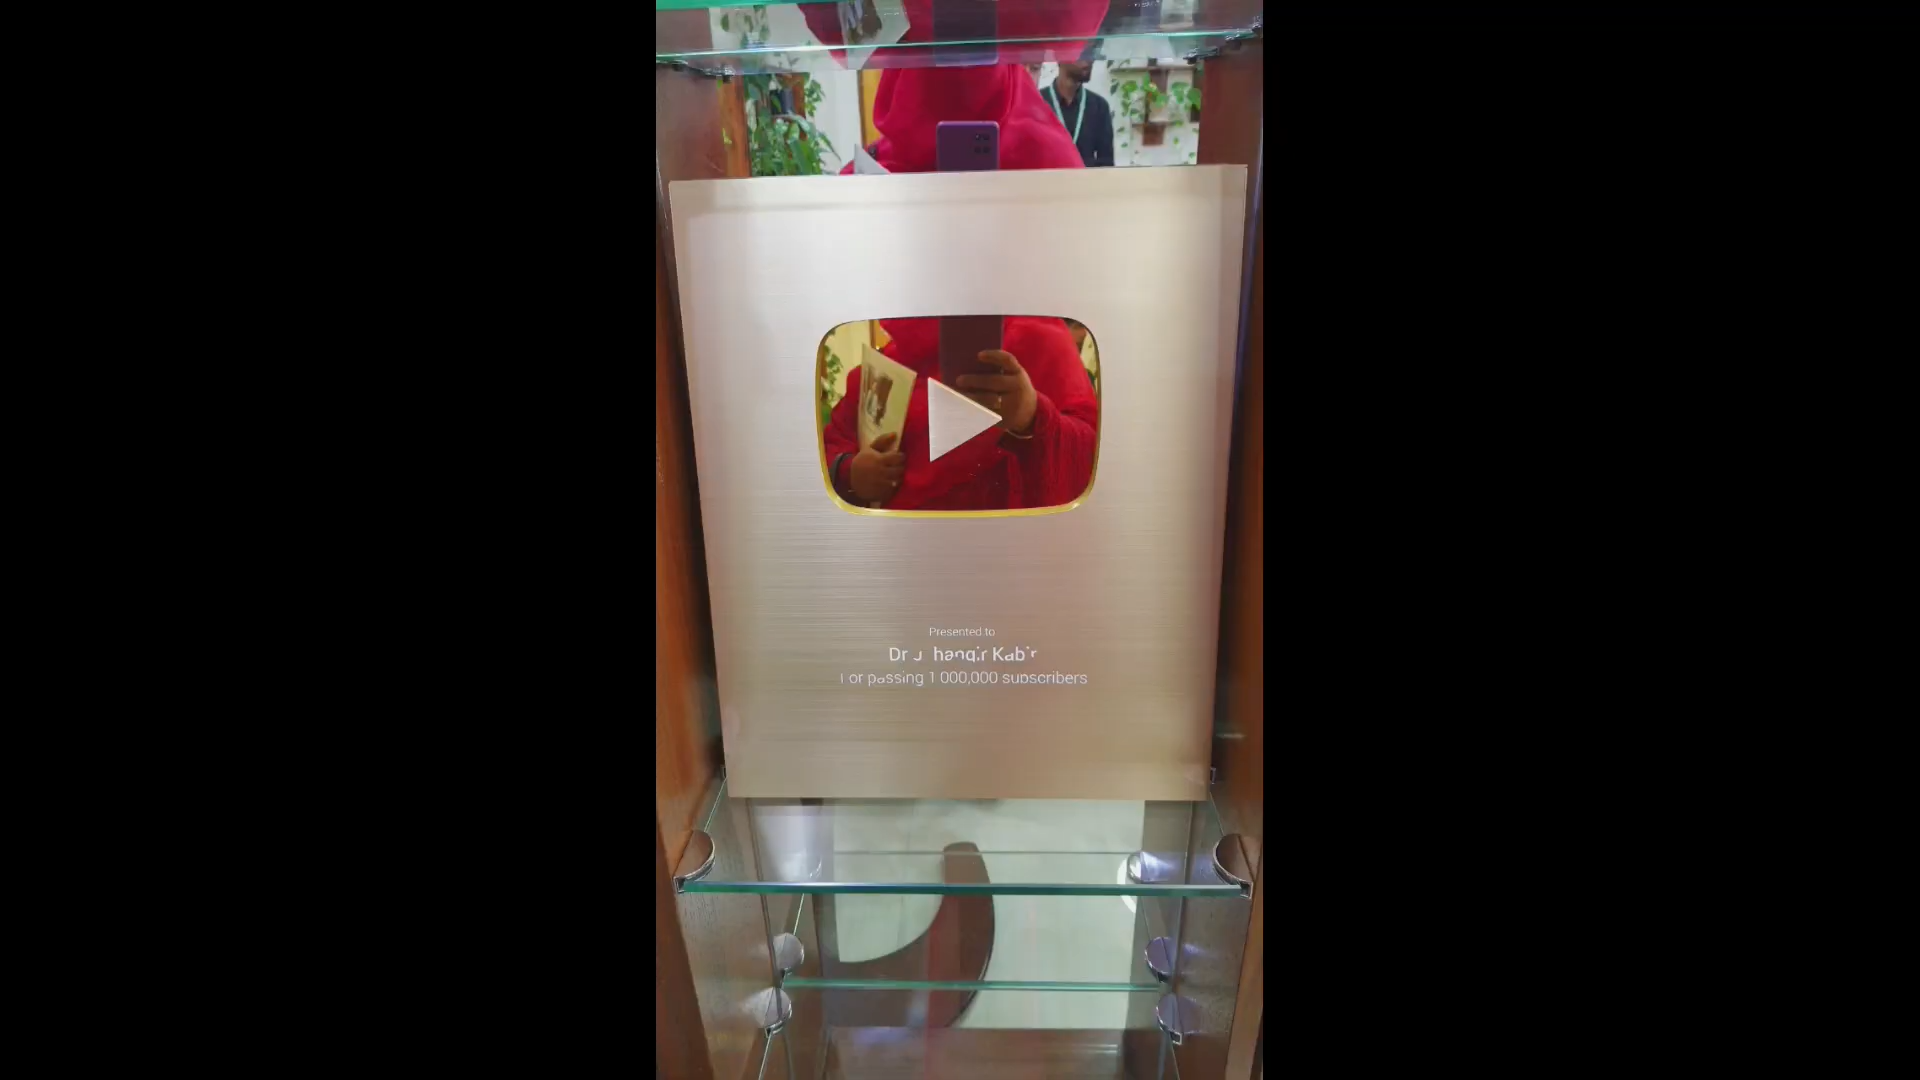 Presented to
Dr Jahangir Kabir
For passing 1,000,000 subscribers